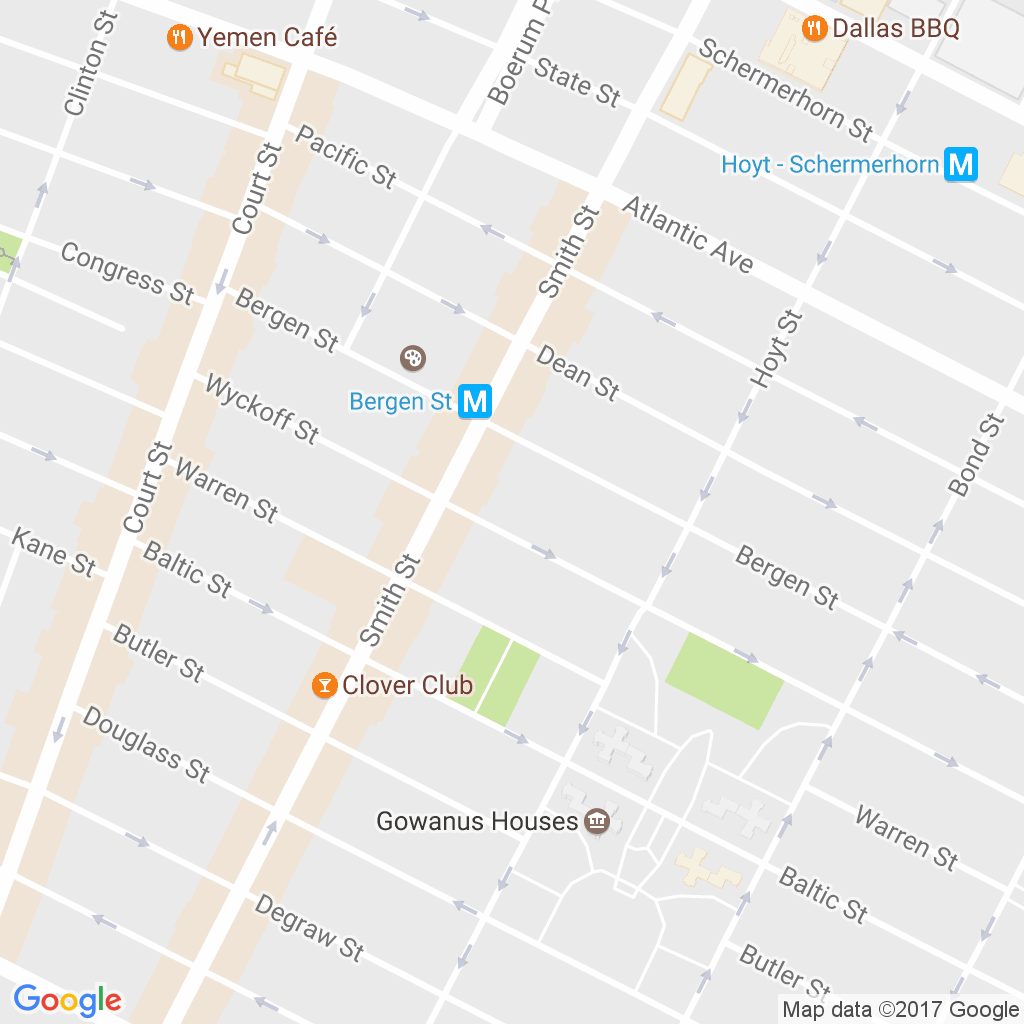 Yemen Café
Dallas BBQ
Clinton St
Boerum P
State St
Schermerhorn St
Pacific St
Court St
Hoyt - Schermerhorn M
Smith St
Atlantic Ave
Congress St
Bergen St
Hoyt St
Dean St
Bergen St M
Wyckoff St
Bond St
Warren St
Court St
Kane St
Baltic St
Bergen St
Smith St
Butler St
Clover Club
Douglass St
Gowanus Houses
Warren St
Baltic St
Degraw St
Butler St
Google
Map data ©2017 Google